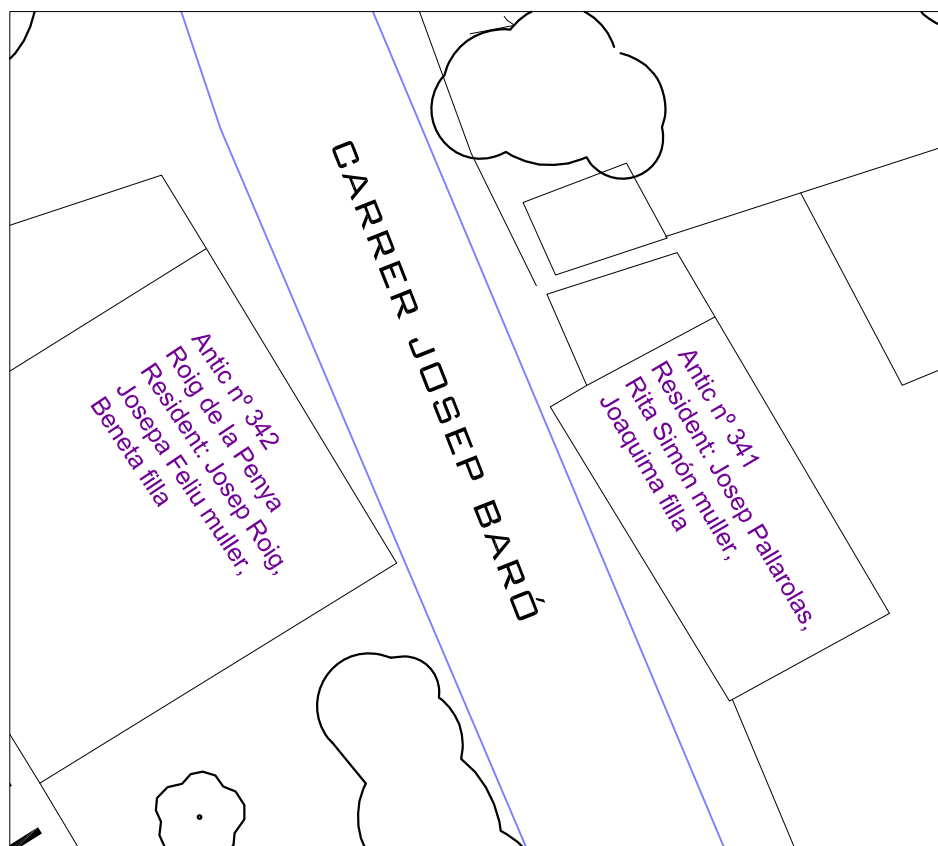 CARRER JOSEP BARÓ
Antic nº 342
Roig de la Penya
Resident: Josep Roig,
Josepa Feliu muller,
Beneta filla
Antic nº 341
Resident: Josep Pallarolas,
Rita Simón muller,
Joaquima filla